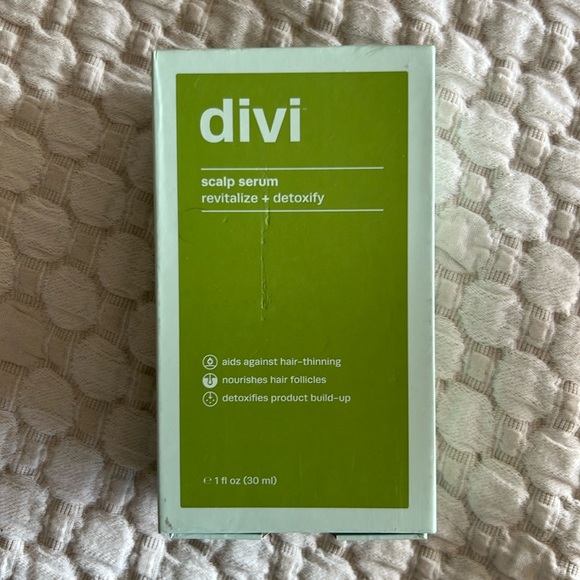 divi
scalp serum
revitalize + detoxify
aids against hair-thinning
nourishes hair follicles
detoxifies product build-up
℮ 1 fl oz (30 ml)